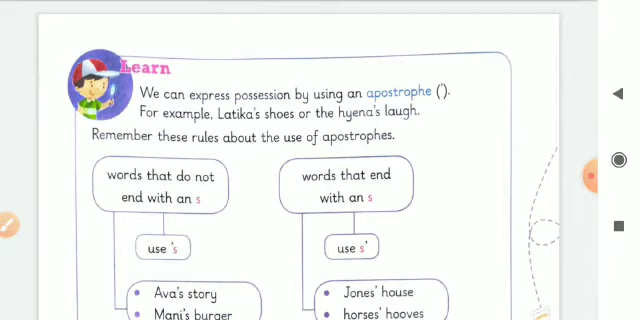 Learn
We can express possession by using an apostrophe (').
For example, Latika's shoes or the hyena's laugh.
Remember these rules about the use of apostrophes.
words that do not
end with an s
words that end
with an s
use 's
use s'
• Ava's story
• Mani's burger
• Jones' house
• horses' hooves